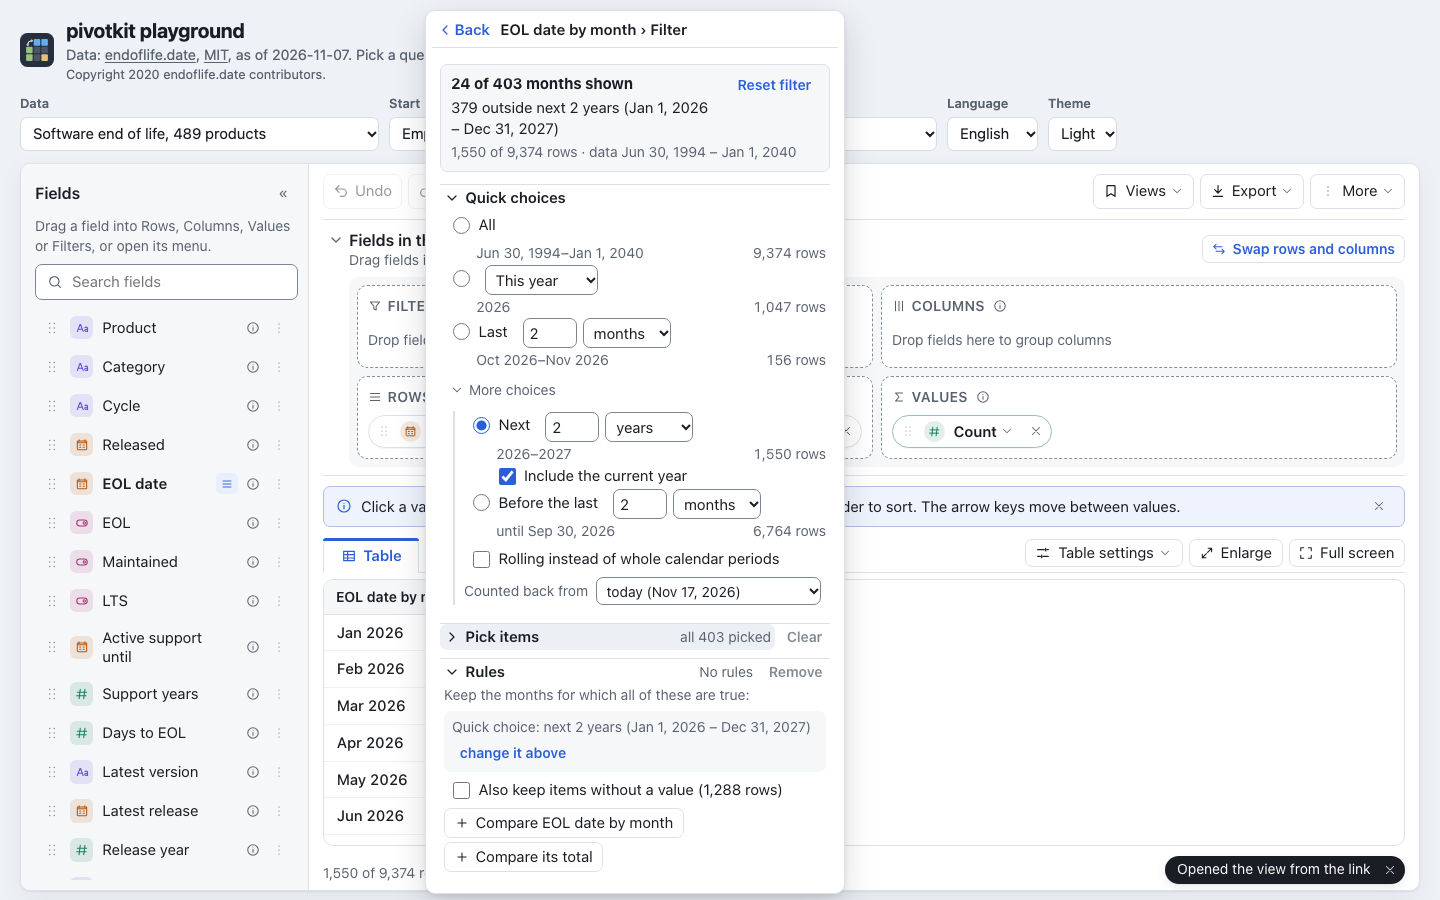 pivotkit playground
Data: endoflife.date, MIT, as of 2026-11-07. Pick a que
Copyright 2020 endoflife.date contributors.
Data
Start
Language
Theme
Software end of life, 489 products
Emp
English
Light
Fields
«
Drag a field into Rows, Columns, Values
or Filters, or open its menu.
Search fields
Product
Category
Cycle
Released
EOL date
EOL
Maintained
LTS
Active support
until
Support years
Days to EOL
Latest version
Latest release
Release year
Undo
Views
Export
More
Fields in th
Drag fields i
Swap rows and columns
FILTE
Drop field
COLUMNS
Drop fields here to group columns
ROWS
VALUES
Count
Click a va
der to sort. The arrow keys move between values.
Table
Table settings
Enlarge
Full screen
EOL date by m
Jan 2026
Feb 2026
Mar 2026
Apr 2026
May 2026
Jun 2026
1,550 of 9,374 r
Opened the view from the link
Back
EOL date by month › Filter
24 of 403 months shown
Reset filter
379 outside next 2 years (Jan 1, 2026
– Dec 31, 2027)
1,550 of 9,374 rows · data Jun 30, 1994 – Jan 1, 2040
Quick choices
All
Jun 30, 1994–Jan 1, 2040
9,374 rows
This year
2026
1,047 rows
Last
2
months
Oct 2026–Nov 2026
156 rows
More choices
Next
2
years
2026–2027
1,550 rows
Include the current year
Before the last
2
months
until Sep 30, 2026
6,764 rows
Rolling instead of whole calendar periods
Counted back from
today (Nov 17, 2026)
Pick items
all 403 picked
Clear
Rules
No rules
Remove
Keep the months for which all of these are true:
Quick choice: next 2 years (Jan 1, 2026 – Dec 31, 2027)
change it above
Also keep items without a value (1,288 rows)
+ Compare EOL date by month
+ Compare its total